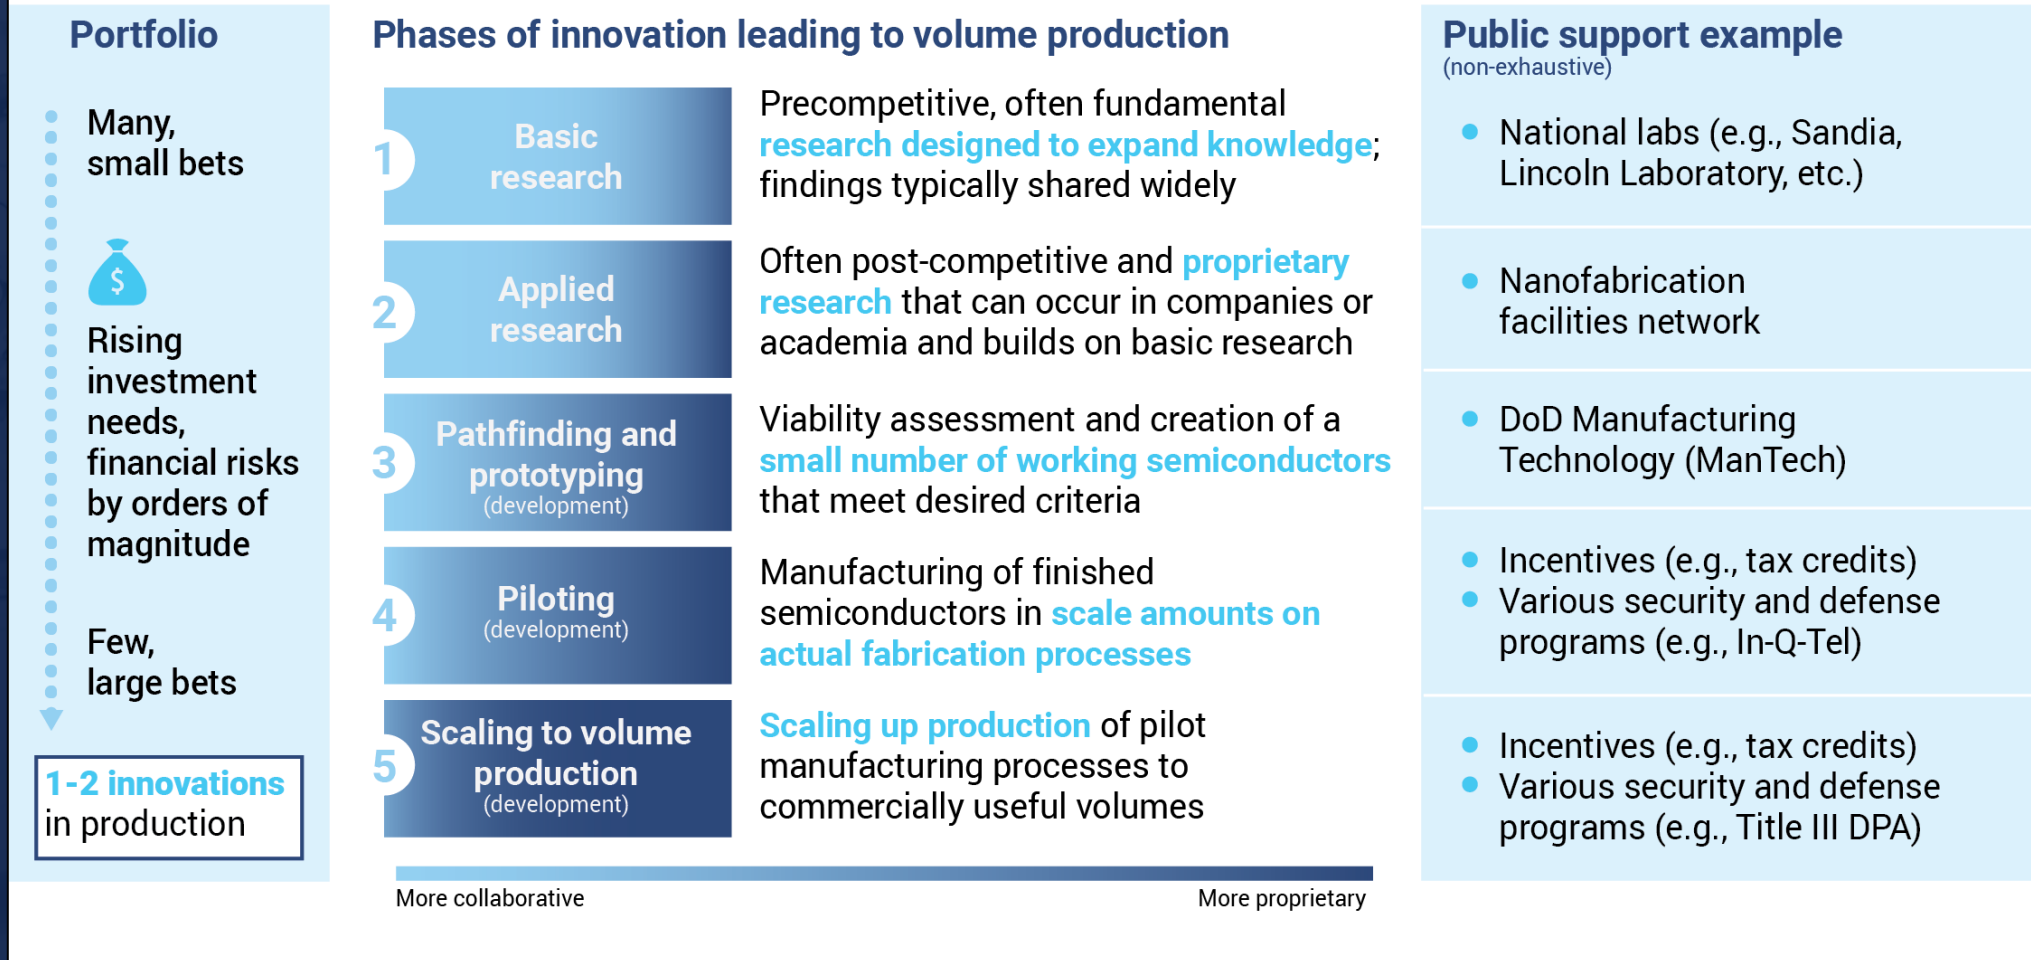 Portfolio
Many,
small bets
$
Rising
investment
needs,
financial risks
by orders of
magnitude
Few,
large bets
1-2 innovations
in production
Phases of innovation leading to volume production
1
Basic
research
Precompetitive, often fundamental
research designed to expand knowledge;
findings typically shared widely
2
Applied
research
Often post-competitive and proprietary
research that can occur in companies or
academia and builds on basic research
3
Pathfinding and
prototyping
(development)
Viability assessment and creation of a
small number of working semiconductors
that meet desired criteria
4
Piloting
(development)
Manufacturing of finished
semiconductors in scale amounts on
actual fabrication processes
5
Scaling to volume
production
(development)
Scaling up production of pilot
manufacturing processes to
commercially useful volumes
More collaborative
More proprietary
Public support example
(non-exhaustive)
National labs (e.g., Sandia,
Lincoln Laboratory, etc.)
Nanofabrication
facilities network
DoD Manufacturing
Technology (ManTech)
Incentives (e.g., tax credits)
Various security and defense
programs (e.g., In-Q-Tel)
Incentives (e.g., tax credits)
Various security and defense
programs (e.g., Title III DPA)